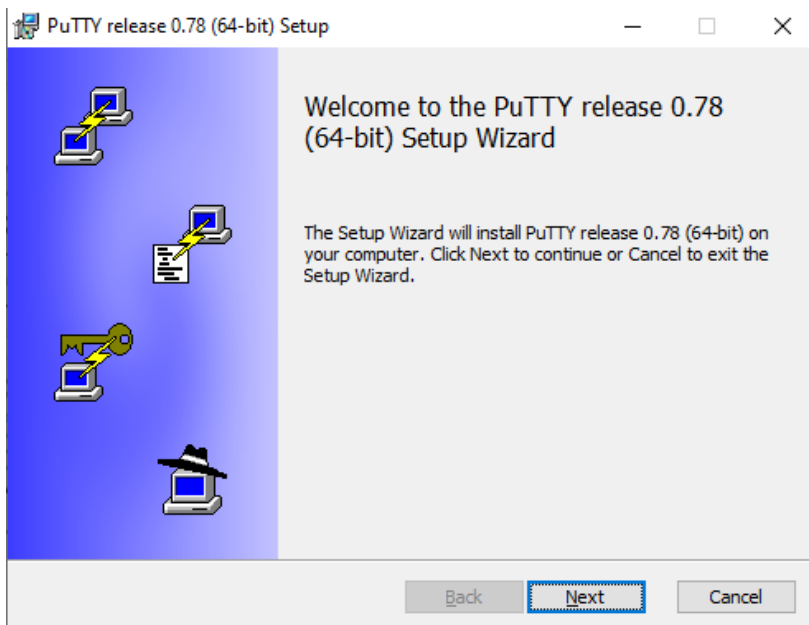 PuTTY release 0.78 (64-bit) Setup
Welcome to the PuTTY release 0.78
(64-bit) Setup Wizard
The Setup Wizard will install PuTTY release 0.78 (64-bit) on
your computer. Click Next to continue or Cancel to exit the
Setup Wizard.
Back Next Cancel